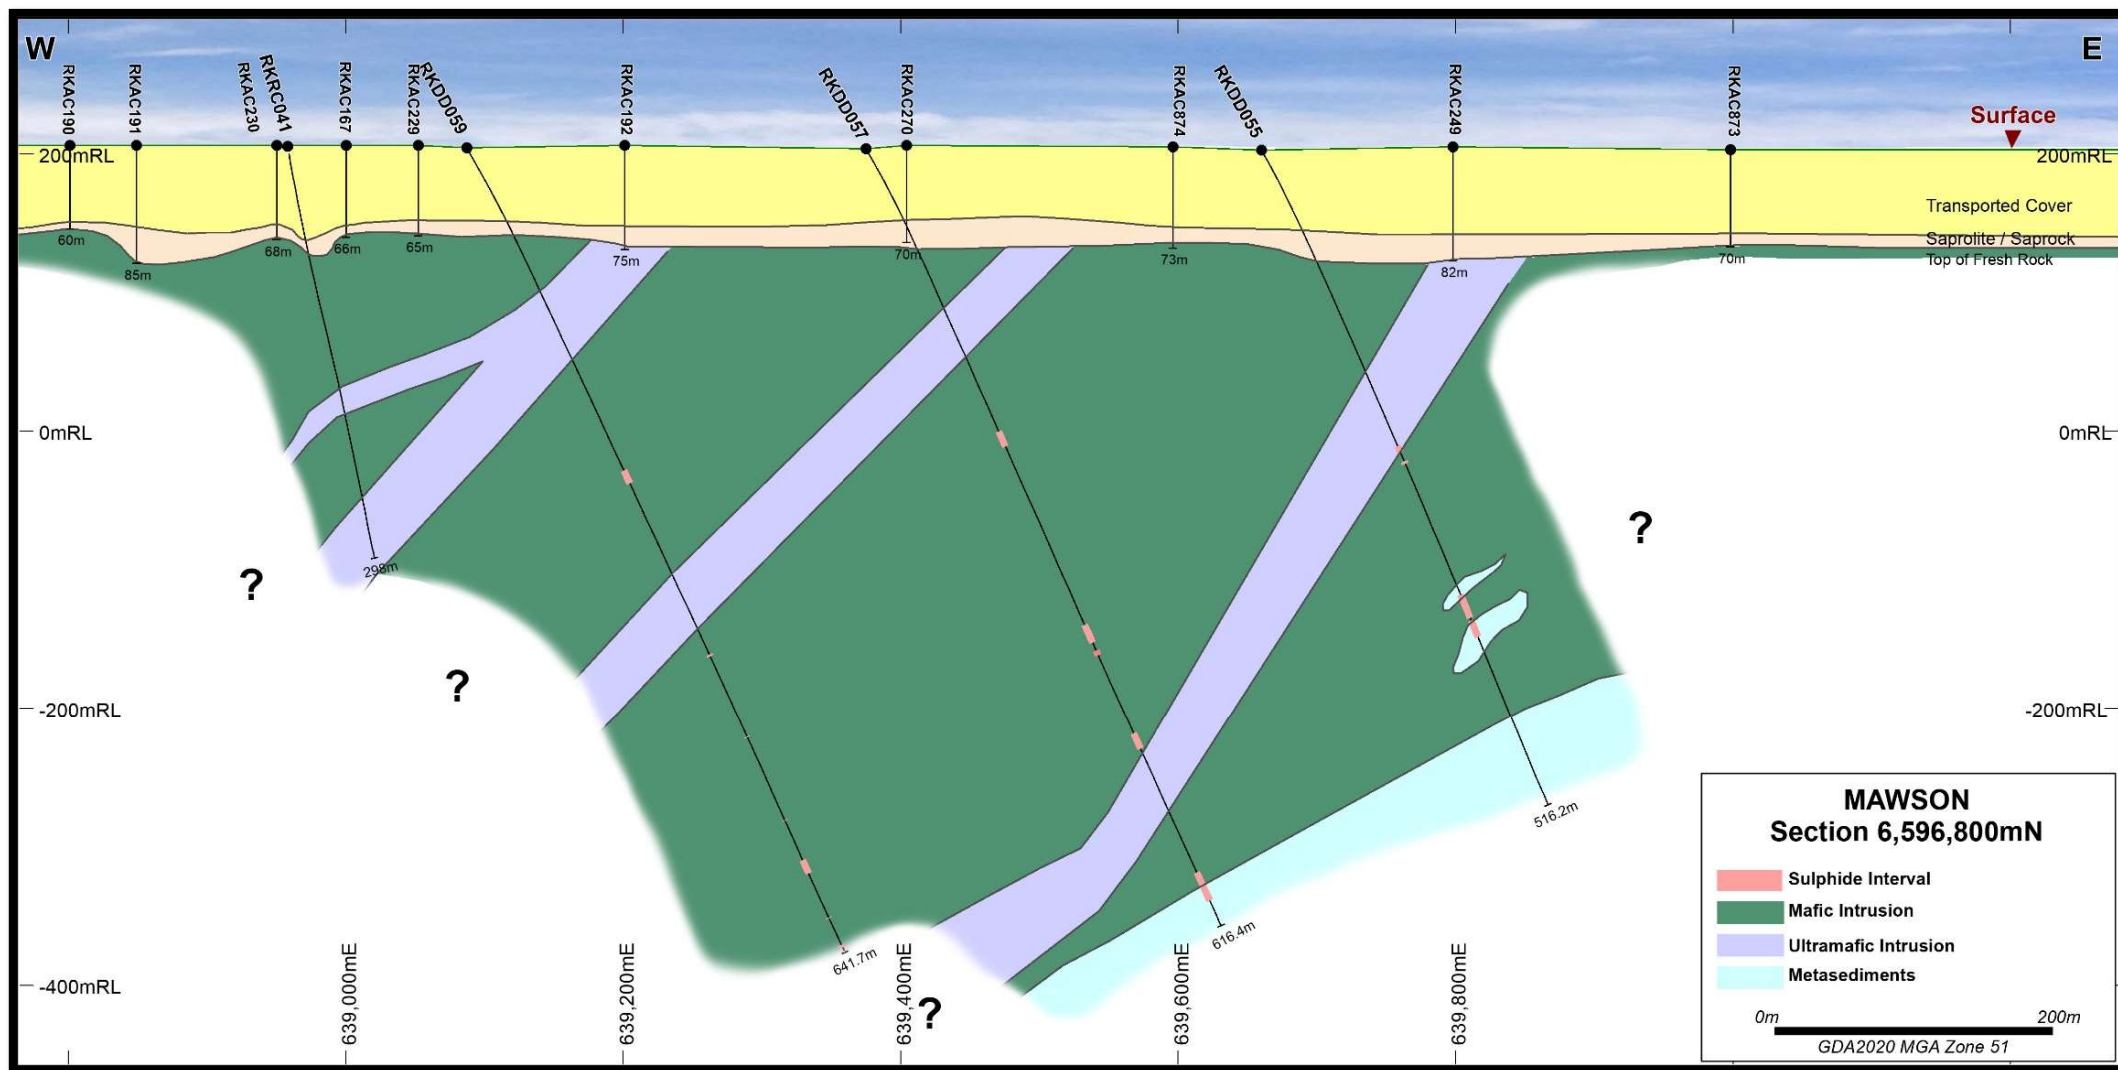 W
E
RKAC190
RKAC191
RKAC230
RKRC041
RKAC167
RKAC229
RKDD059
RKAC192
RKDD057
RKAC270
RKAC874
RKDD055
RKAC249
RKAC873
Surface
200mRL
200mRL
Transported Cover
Saprolite / Saprock
Top of Fresh Rock
60m
85m
68m
66m
65m
75m
70m
73m
82m
70m
0mRL
0mRL
?
?
?
?
298m
-200mRL
-200mRL
516.2m
616.4m
641.7m
-400mRL
639,000mE
639,200mE
639,400mE
639,600mE
639,800mE
MAWSON
Section 6,596,800mN
Sulphide Interval
Mafic Intrusion
Ultramafic Intrusion
Metasediments
0m 200m
GDA2020 MGA Zone 51